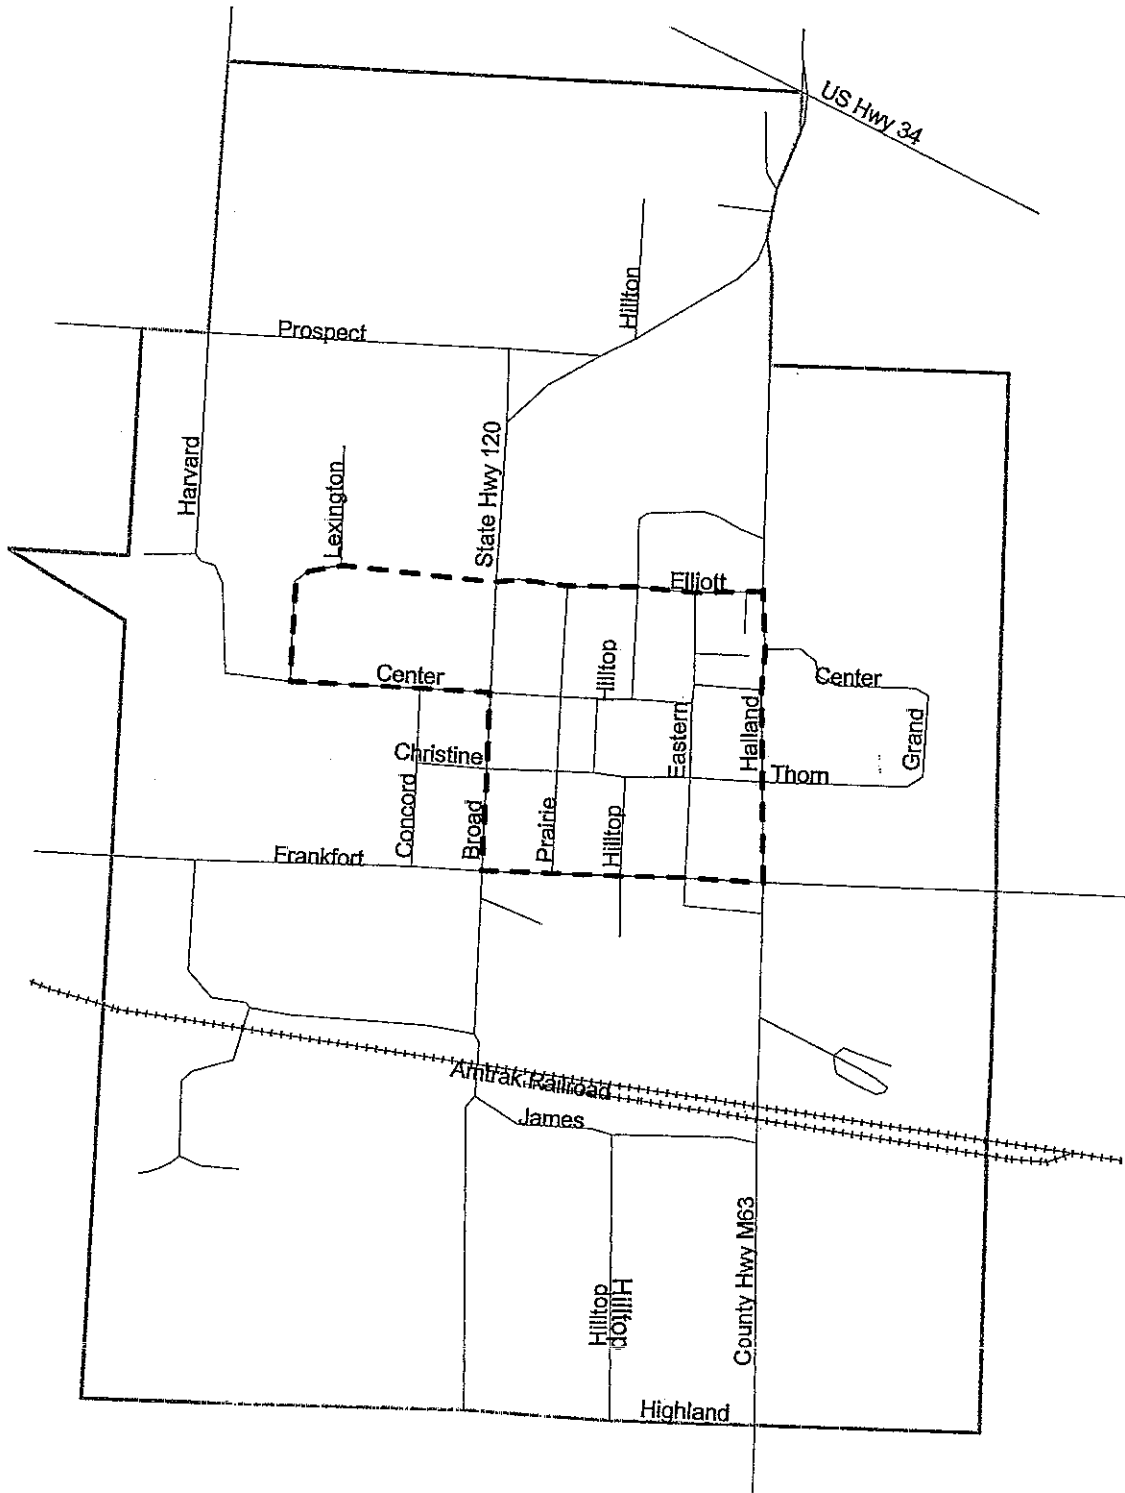 US Hwy 34
Hillton
Prospect
Harvard
Lexington
State Hwy 120
Elliott
Hilltop
Center
Center
Eastern
Halland
Grand
Christine
Thorn
Concord
Broad
Prairie
Hilltop
Frankfort
Amtrak Railroad
James
County Hwy M63
Hilltop
Hilltop
Highland